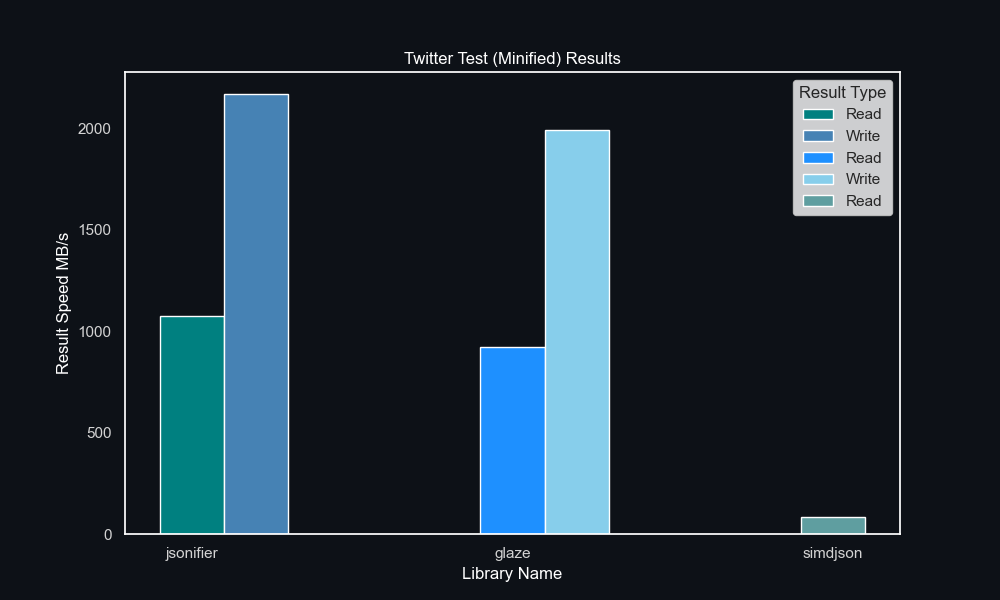 Twitter Test (Minified) Results
Result Type
Read
Write
Read
Write
Read
Result Speed MB/s
2000
1500
1000
500
0
jsonifier
glaze
simdjson
Library Name